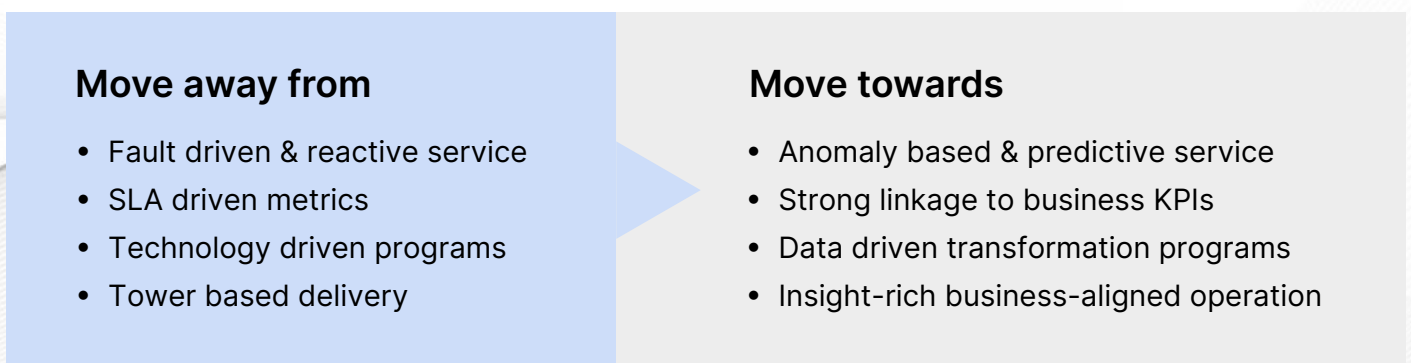 Move away from
• Fault driven & reactive service
• SLA driven metrics
• Technology driven programs
• Tower based delivery
Move towards
• Anomaly based & predictive service
• Strong linkage to business KPIs
• Data driven transformation programs
• Insight-rich business-aligned operation